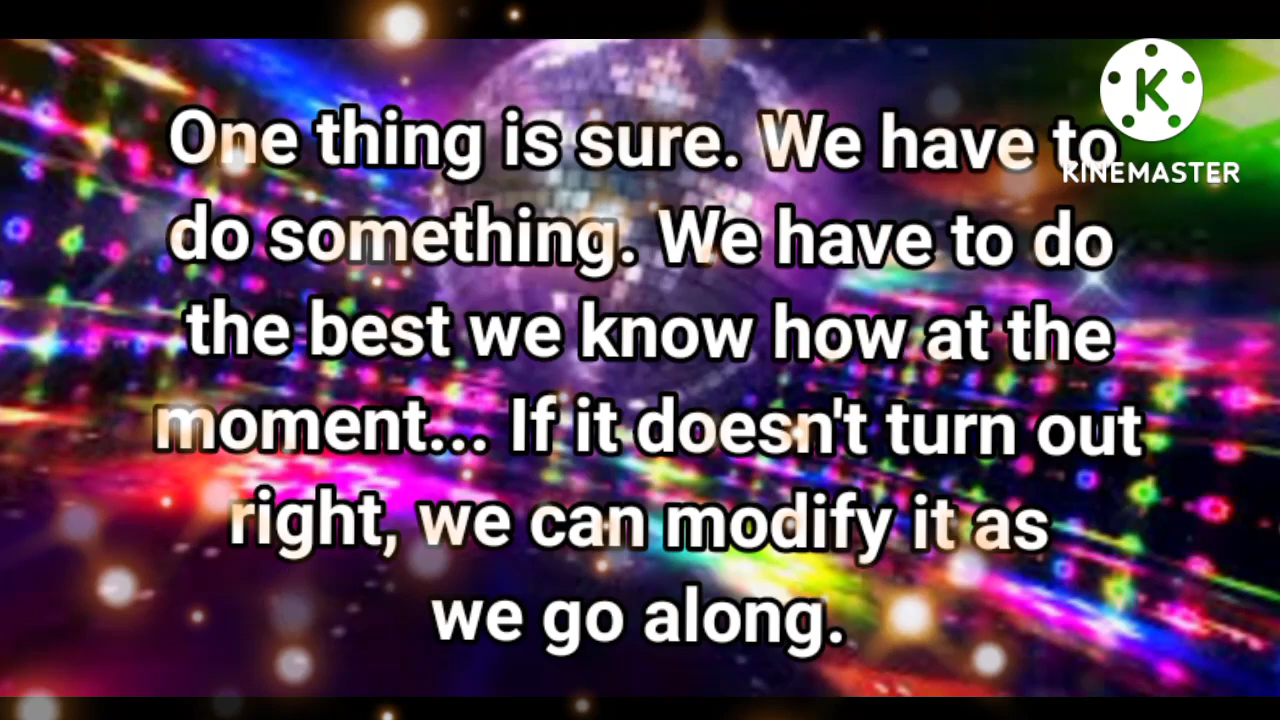 One thing is sure. We have to
KINEMASTER
do something. We have to do
the best we know how at the
moment... If it doesn't turn out
right, we can modify it as
we go along.